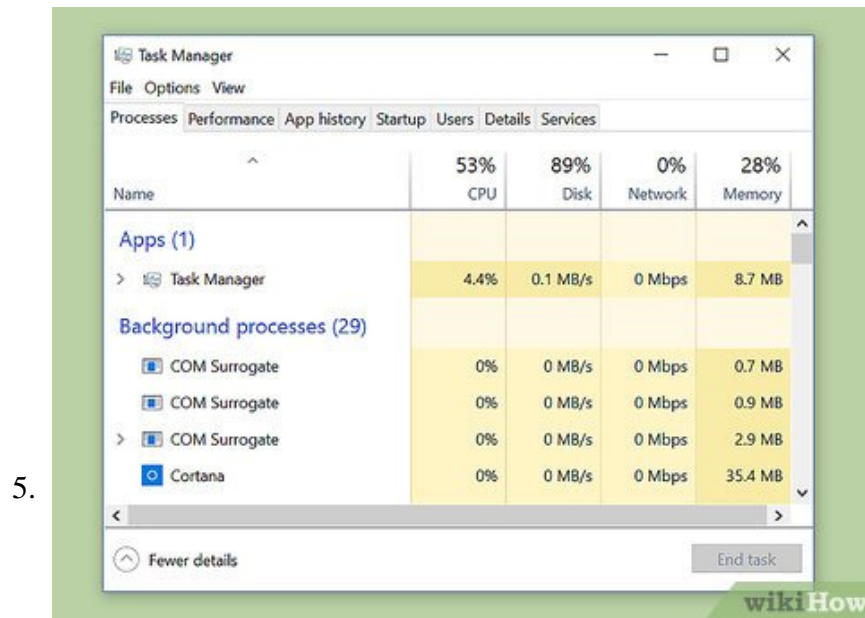 Task Manager
File Options View
Processes Performance App history Startup Users Details Services
53% 89% 0% 28%
Name CPU Disk Network Memory
Apps (1)
Task Manager 4.4% 0.1 MB/s 0 Mbps 8.7 MB
Background processes (29)
COM Surrogate 0% 0 MB/s 0 Mbps 0.7 MB
COM Surrogate 0% 0 MB/s 0 Mbps 0.9 MB
COM Surrogate 0% 0 MB/s 0 Mbps 2.9 MB
Cortana 0% 0 MB/s 0 Mbps 35.4 MB
5.
Fewer details End task
wikiHow